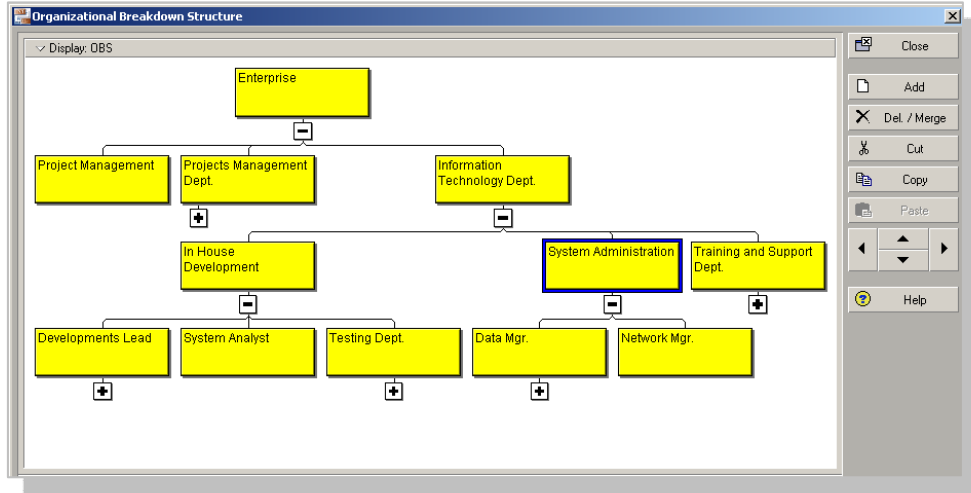 Organizational Breakdown Structure
Display: OBS
Close
Add
Del. / Merge
Cut
Copy
Paste
Help
Enterprise
Project Management
Projects Management
Dept.
Information
Technology Dept.
In House
Development
System Administration
Training and Support
Dept.
Developments Lead
System Analyst
Testing Dept.
Data Mgr.
Network Mgr.